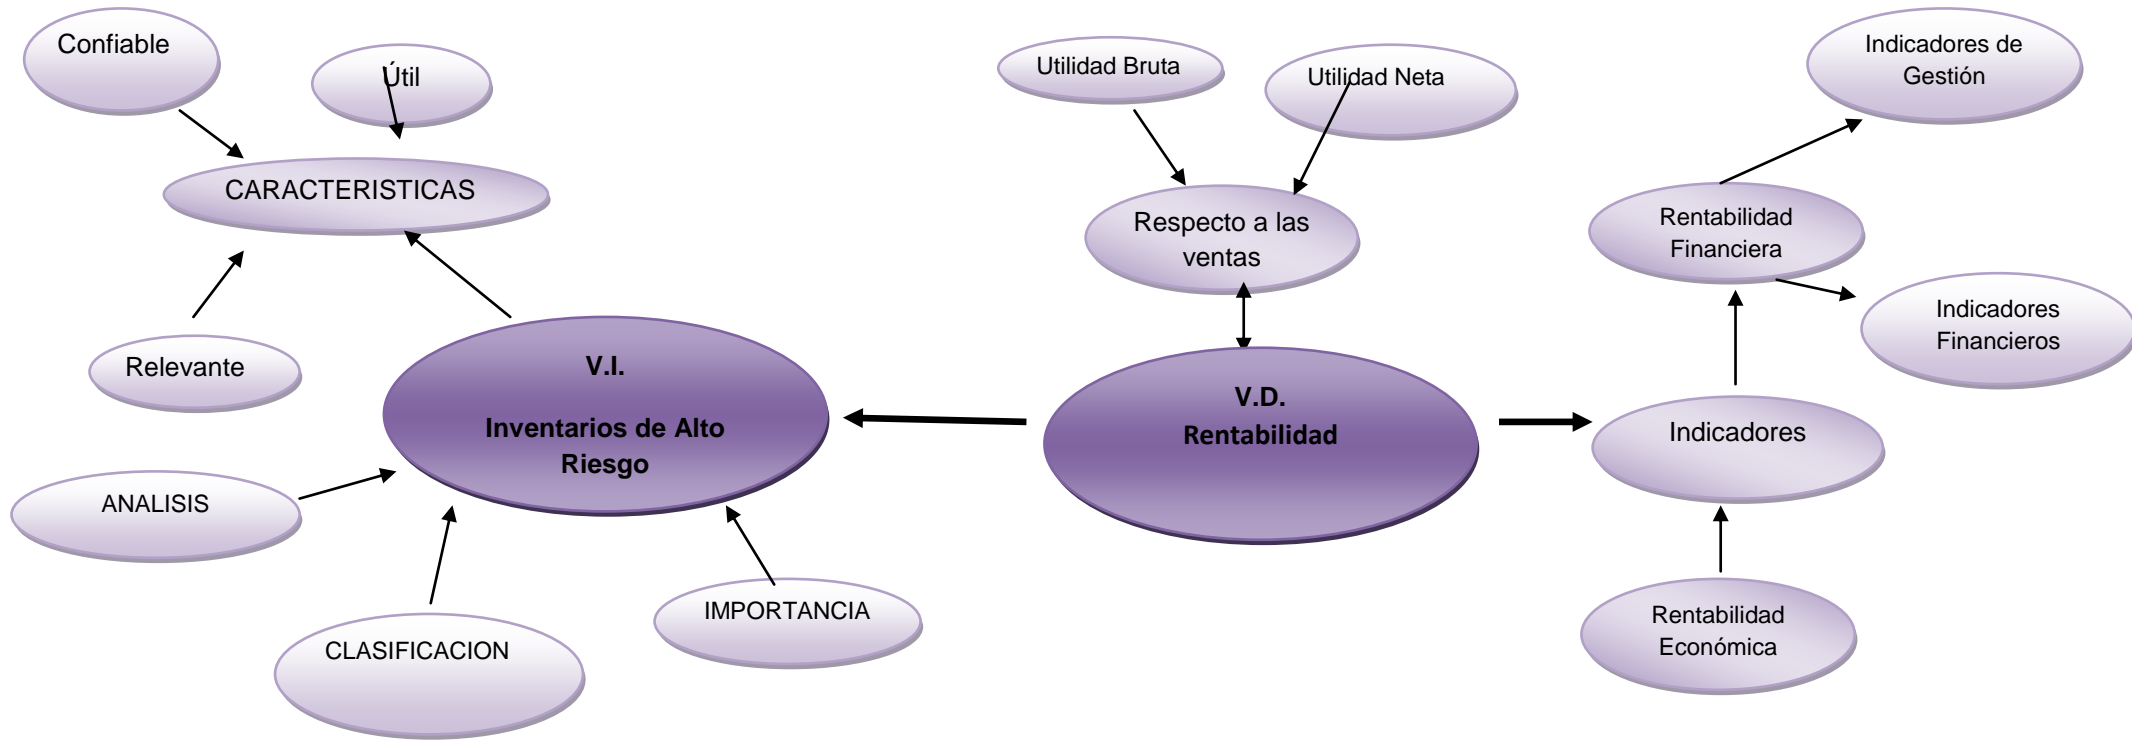 Confiable
Útil
CARACTERISTICAS
Relevante
V.I.
Inventarios de Alto
Riesgo
ANALISIS
CLASIFICACION
IMPORTANCIA
Utilidad Bruta
Utilidad Neta
Respecto a las
ventas
V.D.
Rentabilidad
Indicadores de
Gestión
Rentabilidad
Financiera
Indicadores
Financieros
Indicadores
Rentabilidad
Económica